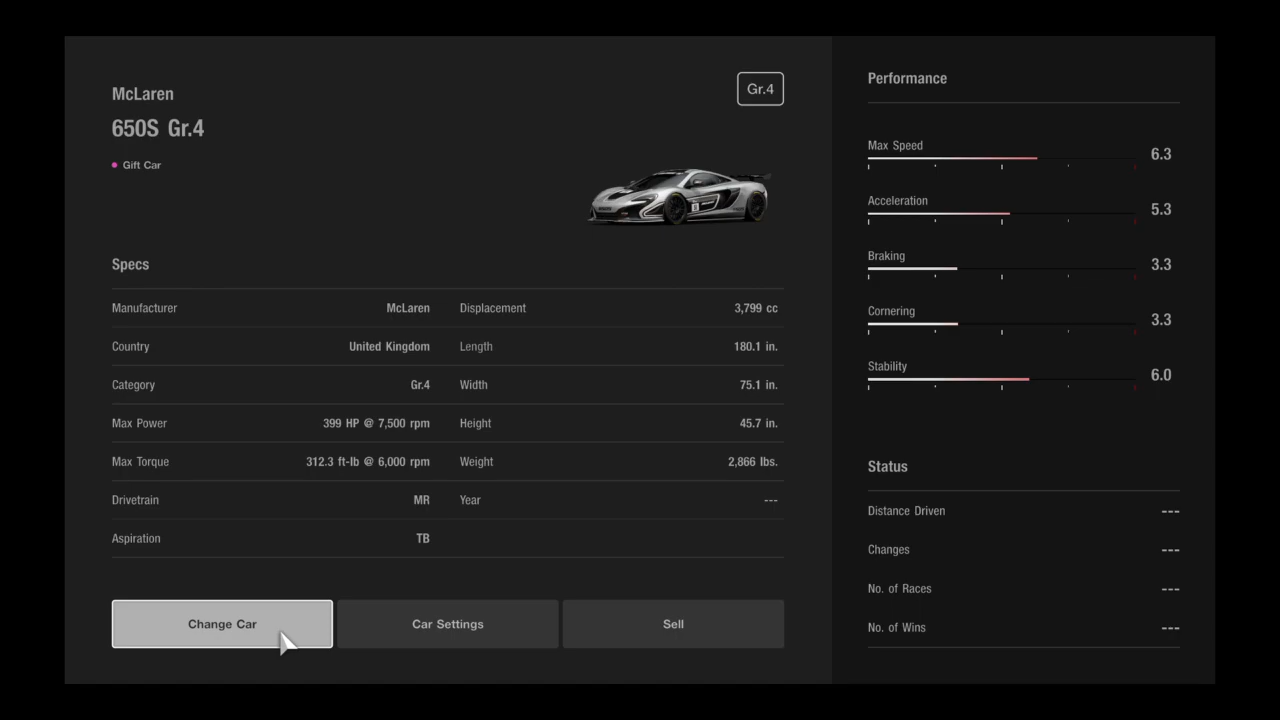 McLaren
650S Gr.4
Gr.4
Gift Car
Specs
Manufacturer McLaren Displacement 3,799 cc
Country United Kingdom Length 180.1 in.
Category Gr.4 Width 75.1 in.
Max Power 399 HP @ 7,500 rpm Height 45.7 in.
Max Torque 312.3 ft-lb @ 6,000 rpm Weight 2,866 lbs.
Drivetrain MR Year ---
Aspiration TB
Change Car Car Settings Sell
Performance
Max Speed 6.3
Acceleration 5.3
Braking 3.3
Cornering 3.3
Stability 6.0
Status
Distance Driven ---
Changes ---
No. of Races ---
No. of Wins ---